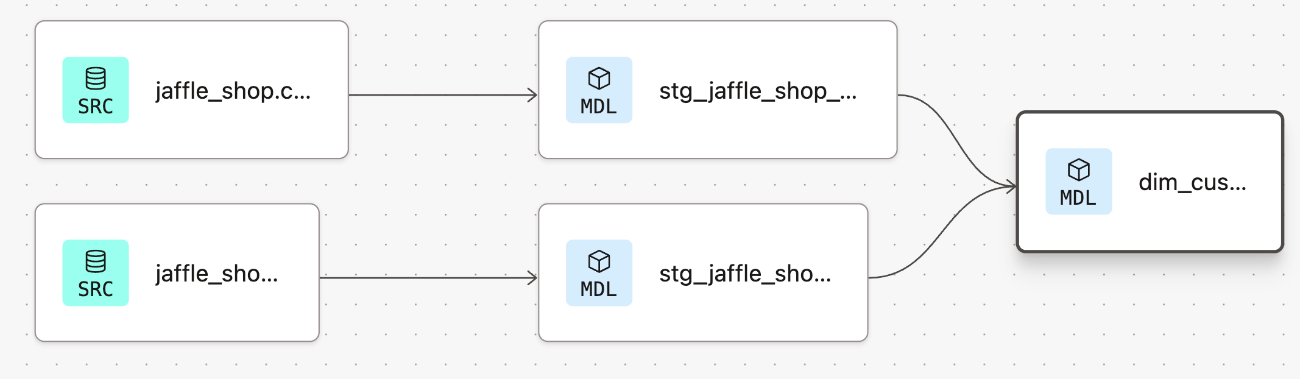 SRC
jaffle_shop.c...
MDL
stg_jaffle_shop_...
MDL
dim_cus...
SRC
jaffle_sho...
MDL
stg_jaffle_sho...